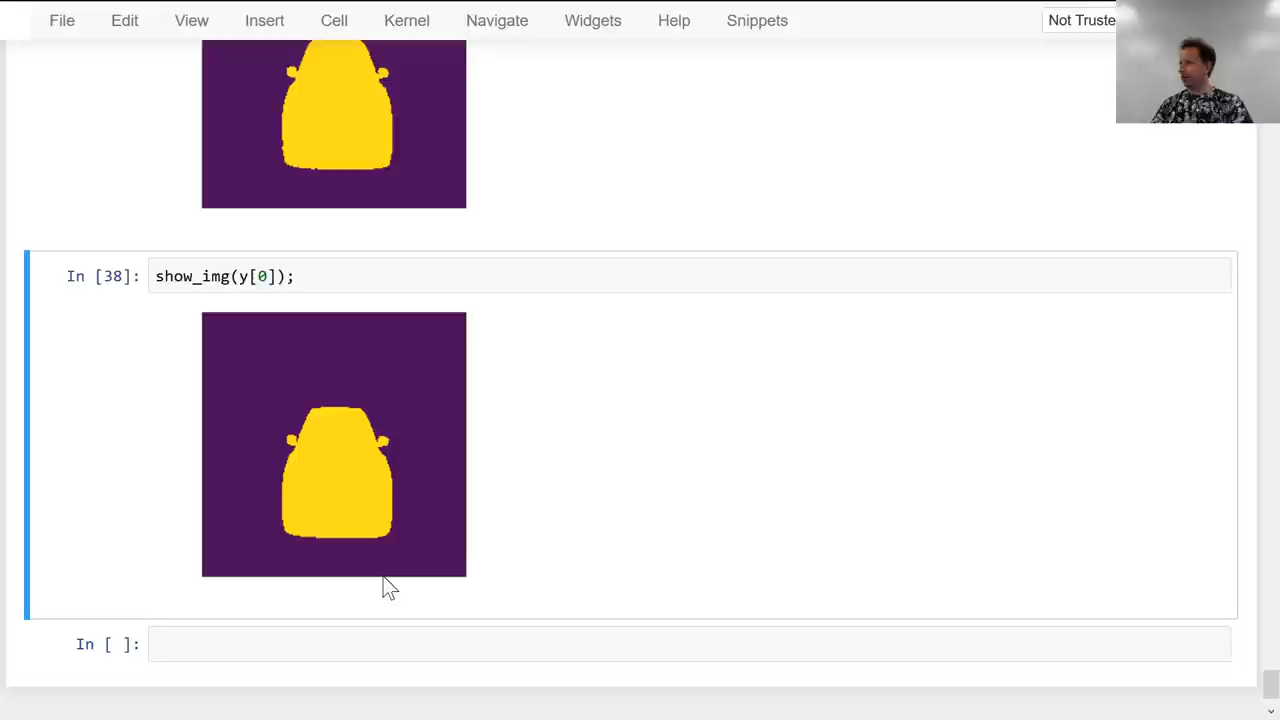 File Edit View Insert Cell Kernel Navigate Widgets Help Snippets Not Truste
In [38]: show_img(y[0]);
In [ ]: